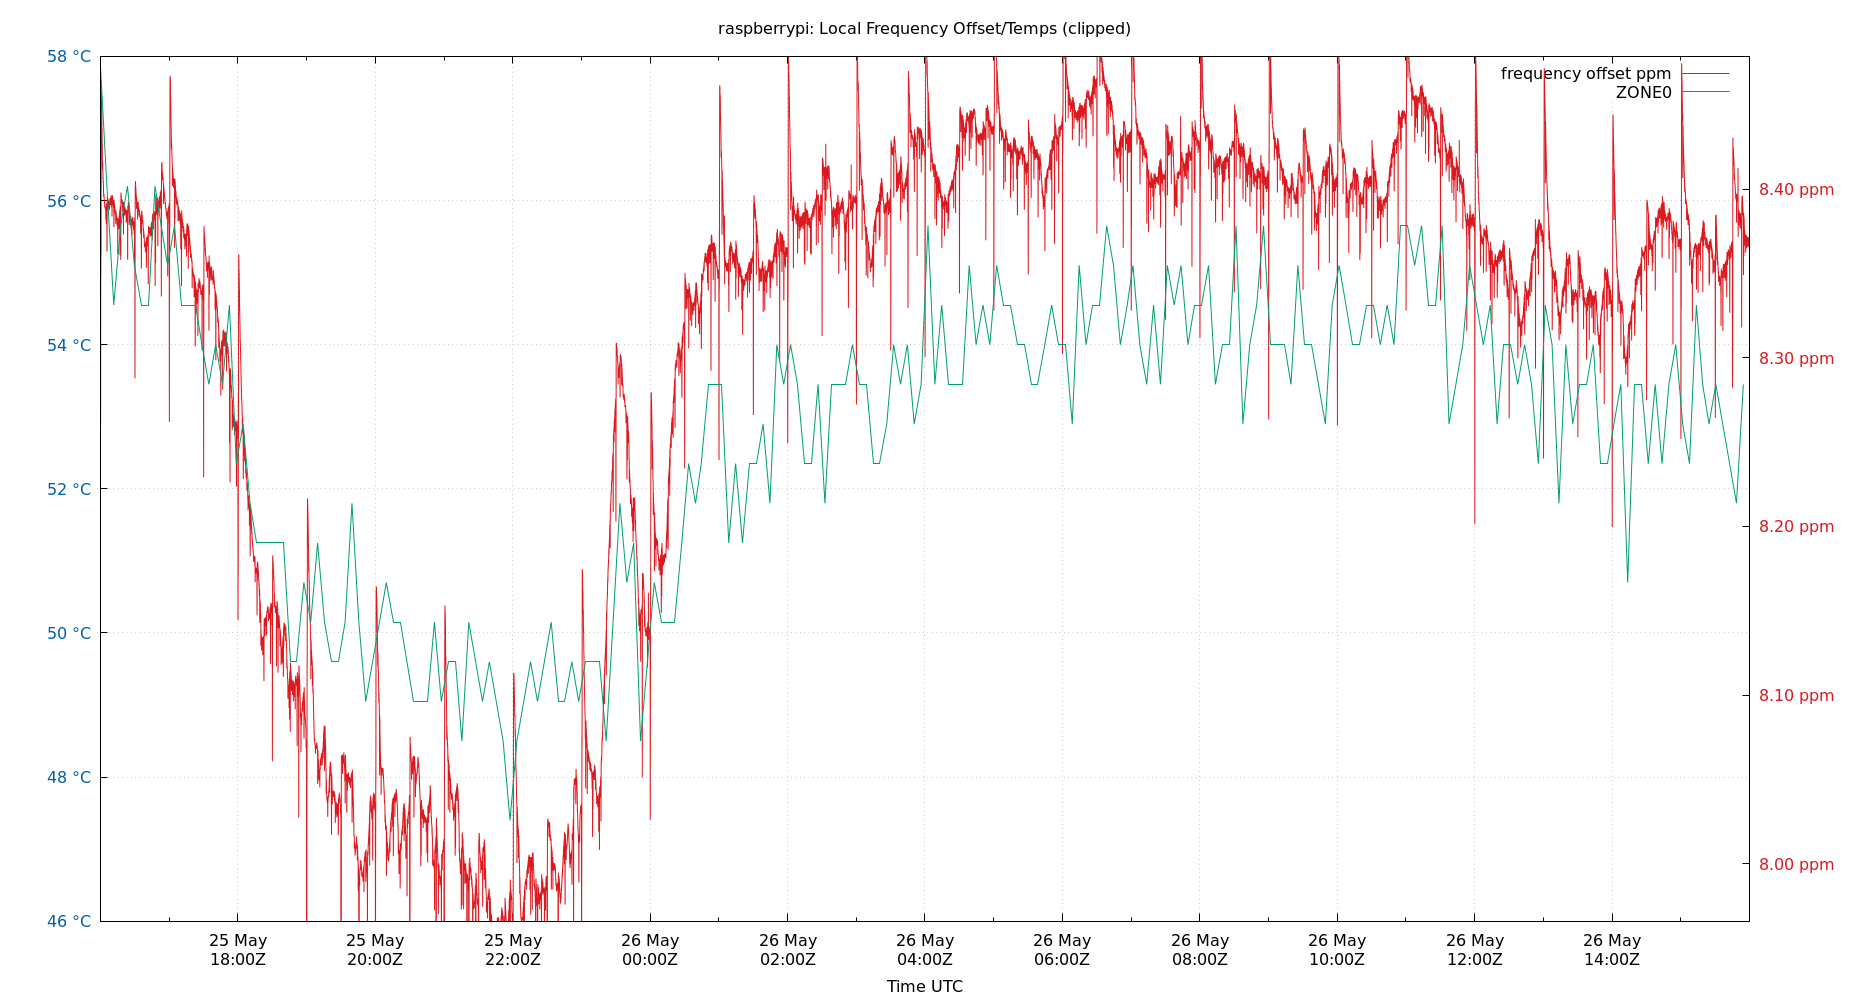 raspberrypi: Local Frequency Offset/Temps (clipped)
frequency offset ppm
ZONE0
58 °C
56 °C
54 °C
52 °C
50 °C
48 °C
46 °C
8.40 ppm
8.30 ppm
8.20 ppm
8.10 ppm
8.00 ppm
25 May 25 May 25 May 26 May 26 May 26 May 26 May 26 May 26 May 26 May 26 May
18:00Z 20:00Z 22:00Z 00:00Z 02:00Z 04:00Z 06:00Z 08:00Z 10:00Z 12:00Z 14:00Z
Time UTC